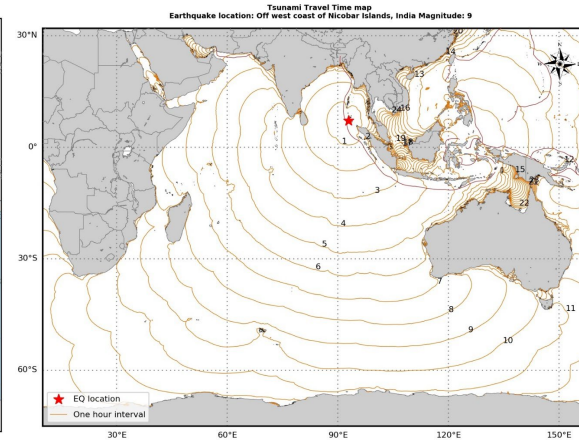 Tsunami Travel Time map
Earthquake location: Off west coast of Nicobar Islands, India Magnitude: 9
30°N
0°
30°S
60°S
20
14
13
24 16
19
18
12
15
22
22
1
2
3
4
5
6
7
8
9
10
11
EQ location
One hour interval
30°E
60°E
90°E
120°E
150°E